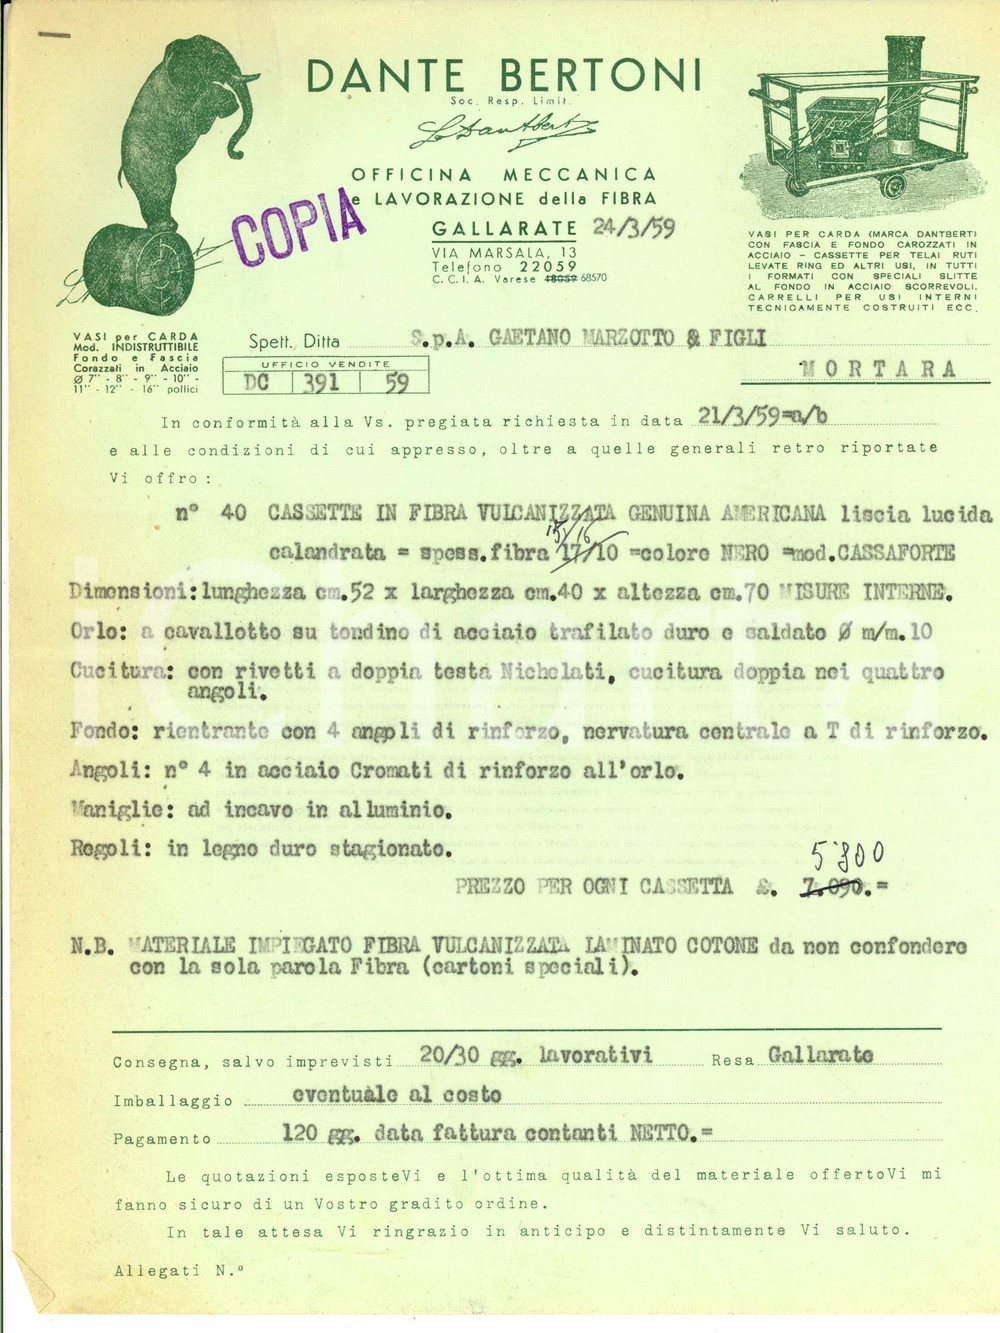 DANTE BERTONI
Soc. Resp. Limit.
OFFICINA MECCANICA
e LAVORAZIONE della FIBRA
COPIA
GALLARATE 24/3/59
VIA MARSALA, 13
Telefono 22059
C. C. I. A. Varese 48052 68570
VASI PER CARDA (MARCA DANTBERT)
CON FASCIA E FONDO CAROZZATI IN
ACCIAIO - CASSETTE PER TELAI RUTI
LEVATE RING ED ALTRI USI, IN TUTTI
I FORMATI CON SPECIALI SLITTE
AL FONDO IN ACCIAIO SCORREVOLI.
CARRELLI PER USI INTERNI
TECNICAMENTE COSTRUITI ECC.
VASI per CARDA
Mod. INDISTRUTTIBILE
Fondo e Fascia
Corazzati in Acciaio
Ø 7" - 8" - 9" - 10" -
11" - 12" - 16" pollici
Spett. Ditta S.p.A. GAETANO MARZOTTO & FIGLI
UFFICIO VENDITE
DC 391 59
MORTARA
In conformità alla Vs. pregiata richiesta in data 21/3/59=a/b
e alle condizioni di cui appresso, oltre a quelle generali retro riportate
Vi offro:
n° 40 CASSETTE IN FIBRA VULCANIZZATA GENUINA AMERICANA liscia lucida
15/16
calandrata = spess.fibra 17/10 =colore NERO =mod.CASSAFORTE
Dimensioni:lunghezza cm.52 x larghezza cm.40 x altezza cm.70 MISURE INTERNE.
Orlo: a cavallotto su tondino di acciaio trafilato duro e saldato Ø m/m.10
Cucitura: con rivetti a doppia testa Nichelati, cucitura doppia nei quattro
angoli.
Fondo: rientrante con 4 angoli di rinforzo, nervatura centrale a T di rinforzo.
Angoli: n° 4 in acciaio Cromati di rinforzo all'orlo.
Maniglie: ad incavo in alluminio.
Regoli: in legno duro stagionato.
5'800
PREZZO PER OGNI CASSETTA £. 7.090.=
N.B. MATERIALE IMPIEGATO FIBRA VULCANIZZATA LAMINATO COTONE da non confondere
con la sola parola Fibra (cartoni speciali).
Consegna, salvo imprevisti 20/30 gg. lavorativi Resa Gallarate
Imballaggio eventuale al costo
Pagamento 120 gg. data fattura contanti NETTO.=
Le quotazioni esposteVi e l'ottima qualità del materiale offertoVi mi
fanno sicuro di un Vostro gradito ordine.
In tale attesa Vi ringrazio in anticipo e distintamente Vi saluto.
Allegati N.°